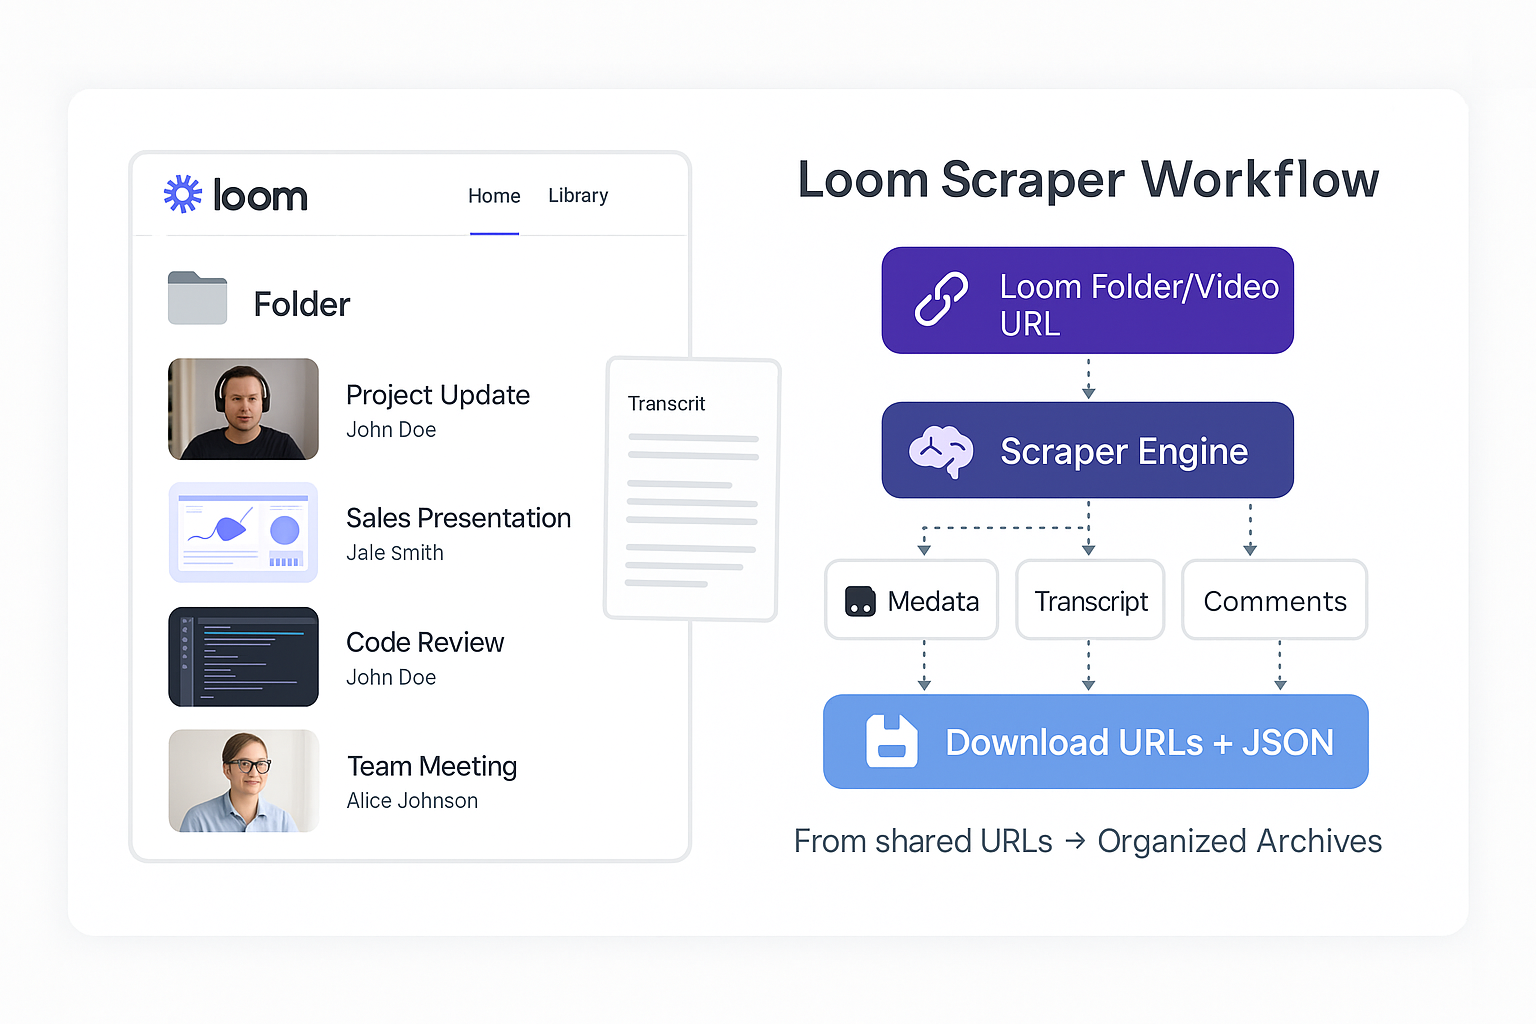 loom
Home Library
Folder
Project Update
John Doe
Sales Presentation
Jale Smith
Code Review
John Doe
Team Meeting
Alice Johnson
Transcrit
Loom Scraper Workflow
Loom Folder/Video
URL
Scraper Engine
Medata
Transcript
Comments
Download URLs + JSON
From shared URLs → Organized Archives